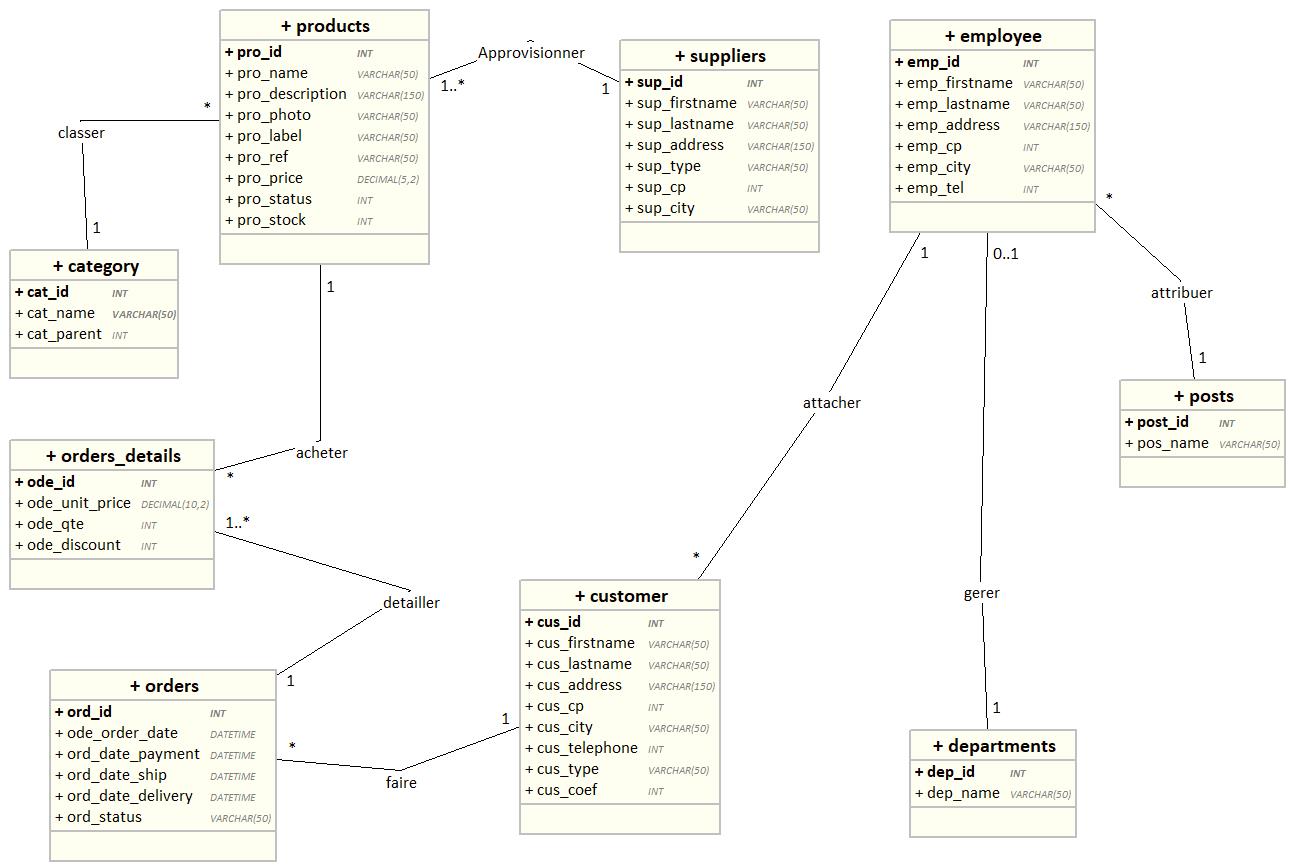 + products
+ pro_id INT
+ pro_name VARCHAR(50)
+ pro_description VARCHAR(150)
+ pro_photo VARCHAR(50)
+ pro_label VARCHAR(50)
+ pro_ref VARCHAR(50)
+ pro_price DECIMAL(5,2)
+ pro_status INT
+ pro_stock INT
Approvisionner
1..*
1
+ suppliers
+ sup_id INT
+ sup_firstname VARCHAR(50)
+ sup_lastname VARCHAR(50)
+ sup_address VARCHAR(150)
+ sup_type VARCHAR(50)
+ sup_cp INT
+ sup_city VARCHAR(50)
+ employee
+ emp_id INT
+ emp_firstname VARCHAR(50)
+ emp_lastname VARCHAR(50)
+ emp_address VARCHAR(150)
+ emp_cp INT
+ emp_city VARCHAR(50)
+ emp_tel INT
*
classer
1
+ category
+ cat_id INT
+ cat_name VARCHAR(50)
+ cat_parent INT
1
acheter
*
1
0..1
*
attribuer
1
+ posts
+ post_id INT
+ pos_name VARCHAR(50)
attacher
*
+ orders_details
+ ode_id INT
+ ode_unit_price DECIMAL(10,2)
+ ode_qte INT
+ ode_discount INT
1..*
detailler
1
gerer
1
+ customer
+ cus_id INT
+ cus_firstname VARCHAR(50)
+ cus_lastname VARCHAR(50)
+ cus_address VARCHAR(150)
+ cus_cp INT
+ cus_city VARCHAR(50)
+ cus_telephone INT
+ cus_type VARCHAR(50)
+ cus_coef INT
+ orders
+ ord_id INT
+ ode_order_date DATETIME
+ ord_date_payment DATETIME
+ ord_date_ship DATETIME
+ ord_date_delivery DATETIME
+ ord_status VARCHAR(50)
*
faire
1
+ departments
+ dep_id INT
+ dep_name VARCHAR(50)